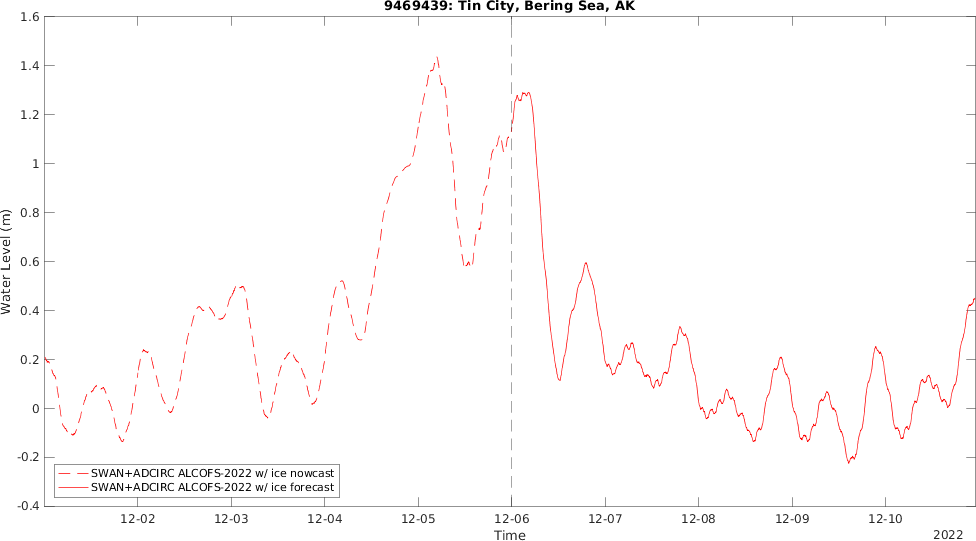 9469439: Tin City, Bering Sea, AK
1.6
1.4
1.2
1
0.8
0.6
0.4
0.2
0
-0.2
-0.4
Water Level (m)
SWAN+ADCIRC ALCOFS-2022 w/ ice nowcast
SWAN+ADCIRC ALCOFS-2022 w/ ice forecast
12-02 12-03 12-04 12-05 12-06 12-07 12-08 12-09 12-10
Time
2022